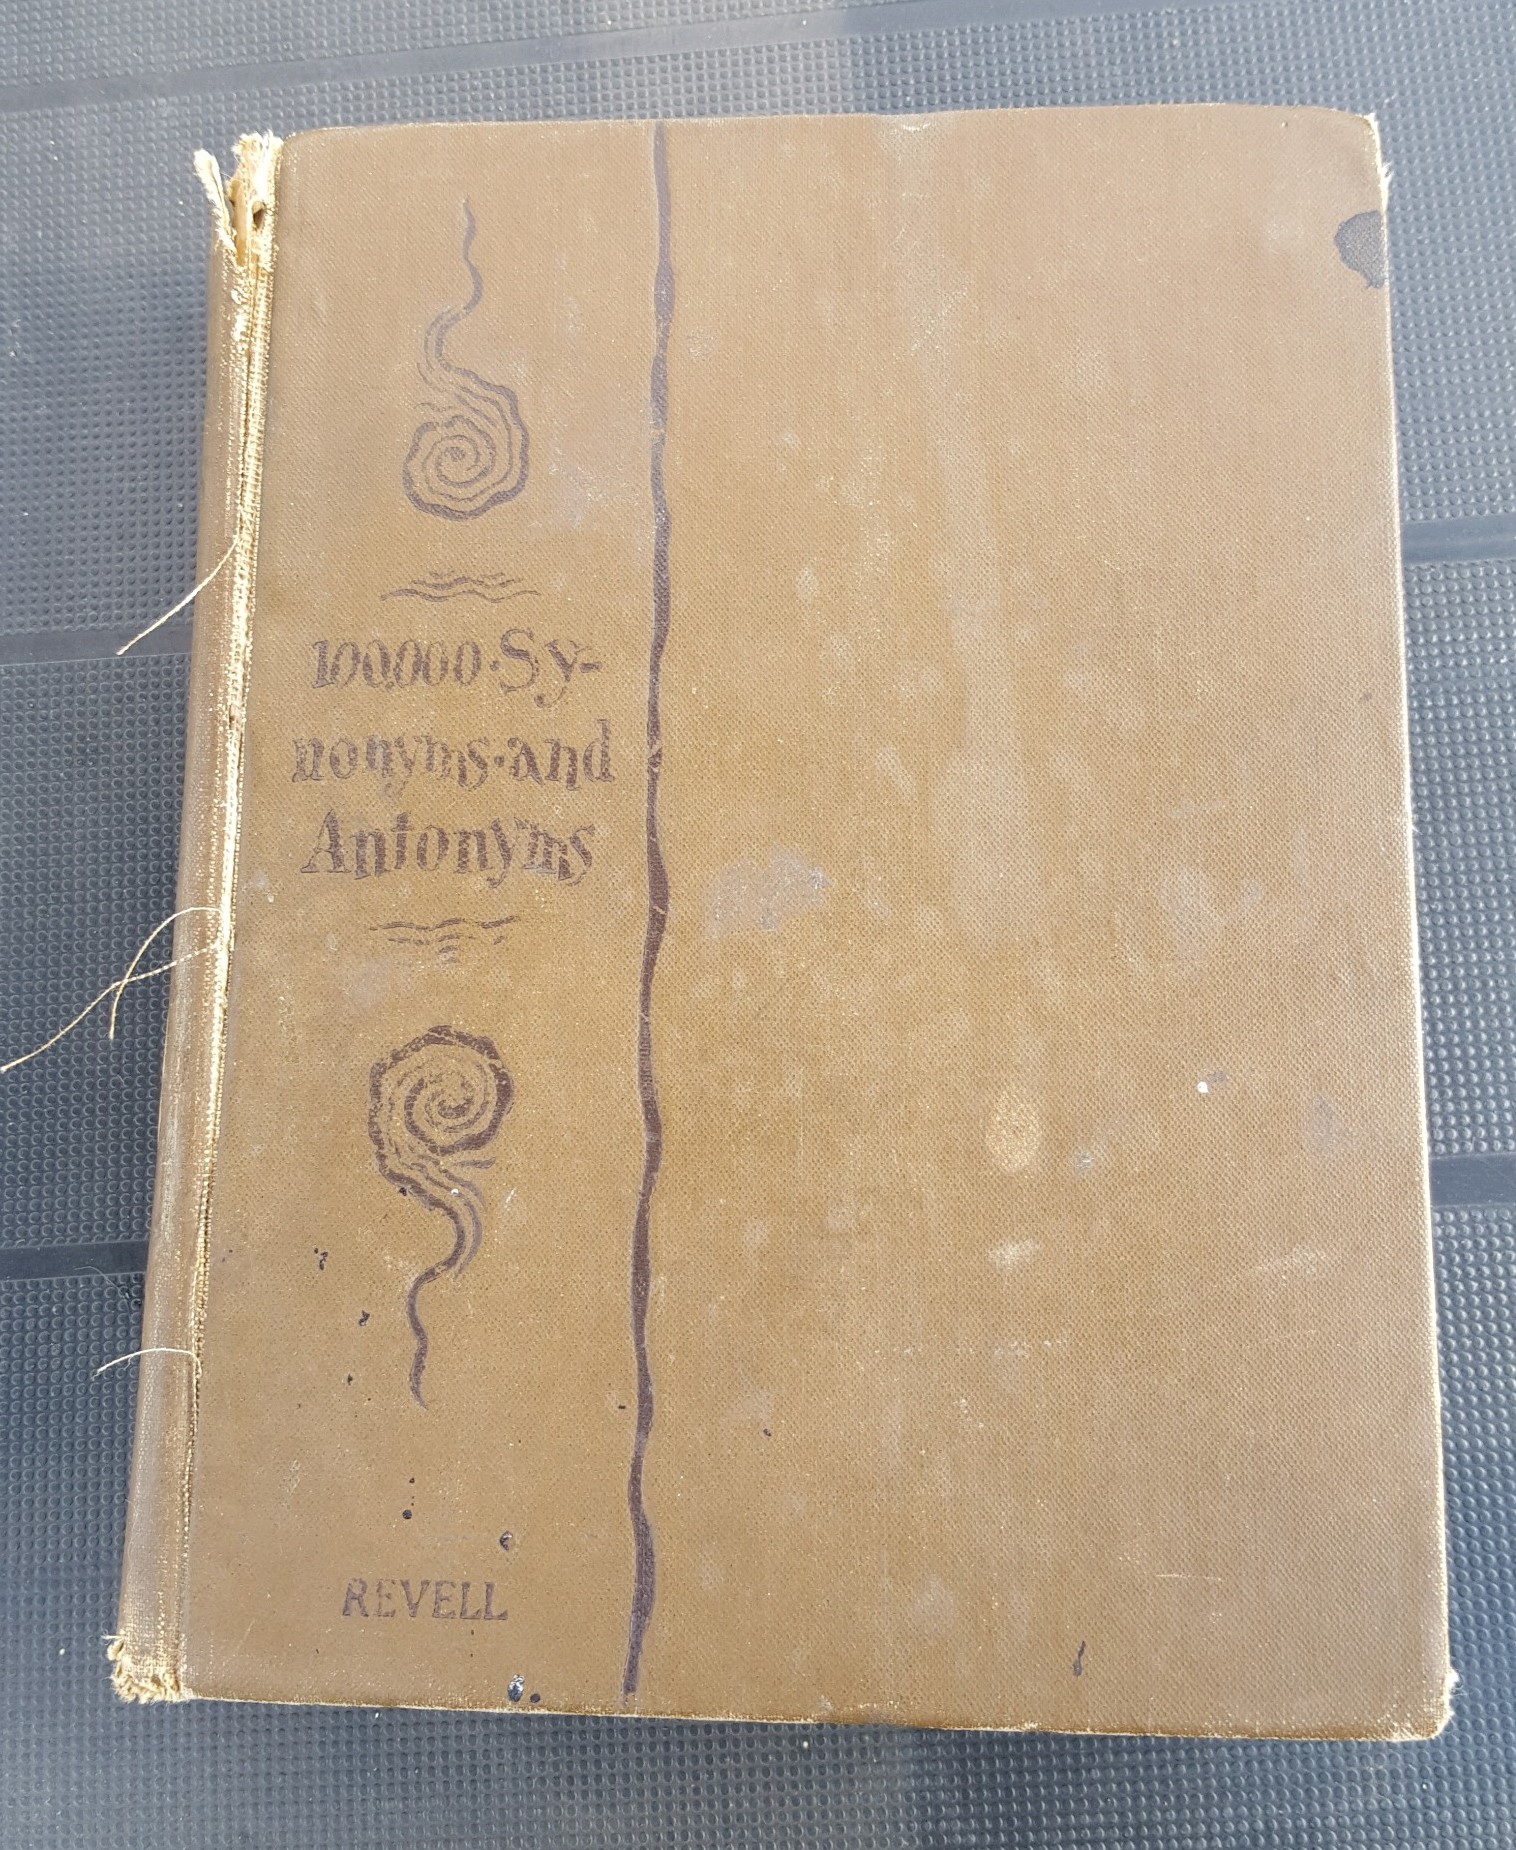 100,000·Sy-
nonyms·and
Antonyms
REVELL